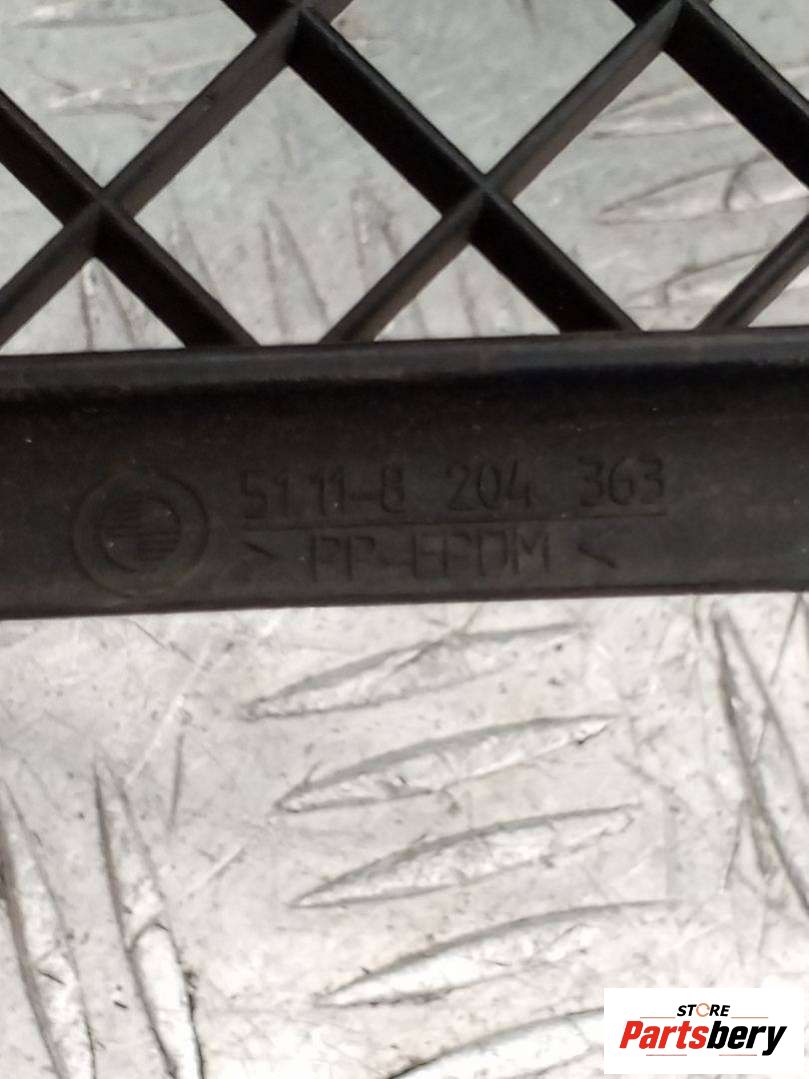 51.11-8 204 363
> PP-EPDM <
STORE
Partsbery